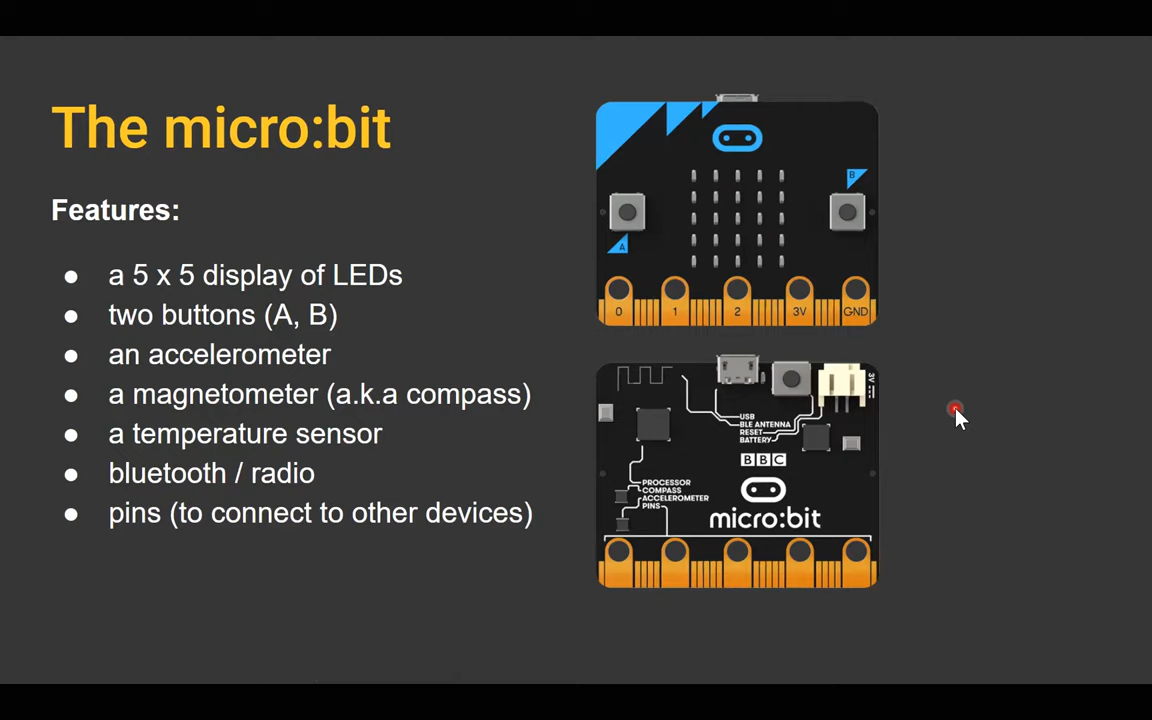 The micro:bit
Features:
● a 5 x 5 display of LEDs
● two buttons (A, B)
● an accelerometer
● a magnetometer (a.k.a compass)
● a temperature sensor
● bluetooth / radio
● pins (to connect to other devices)
B
A
0 1 2 3V GND
3V
USB
BLE ANTENNA
RESET
BATTERY
BBC
PROCESSOR
COMPASS
ACCELEROMETER
PINS
micro:bit